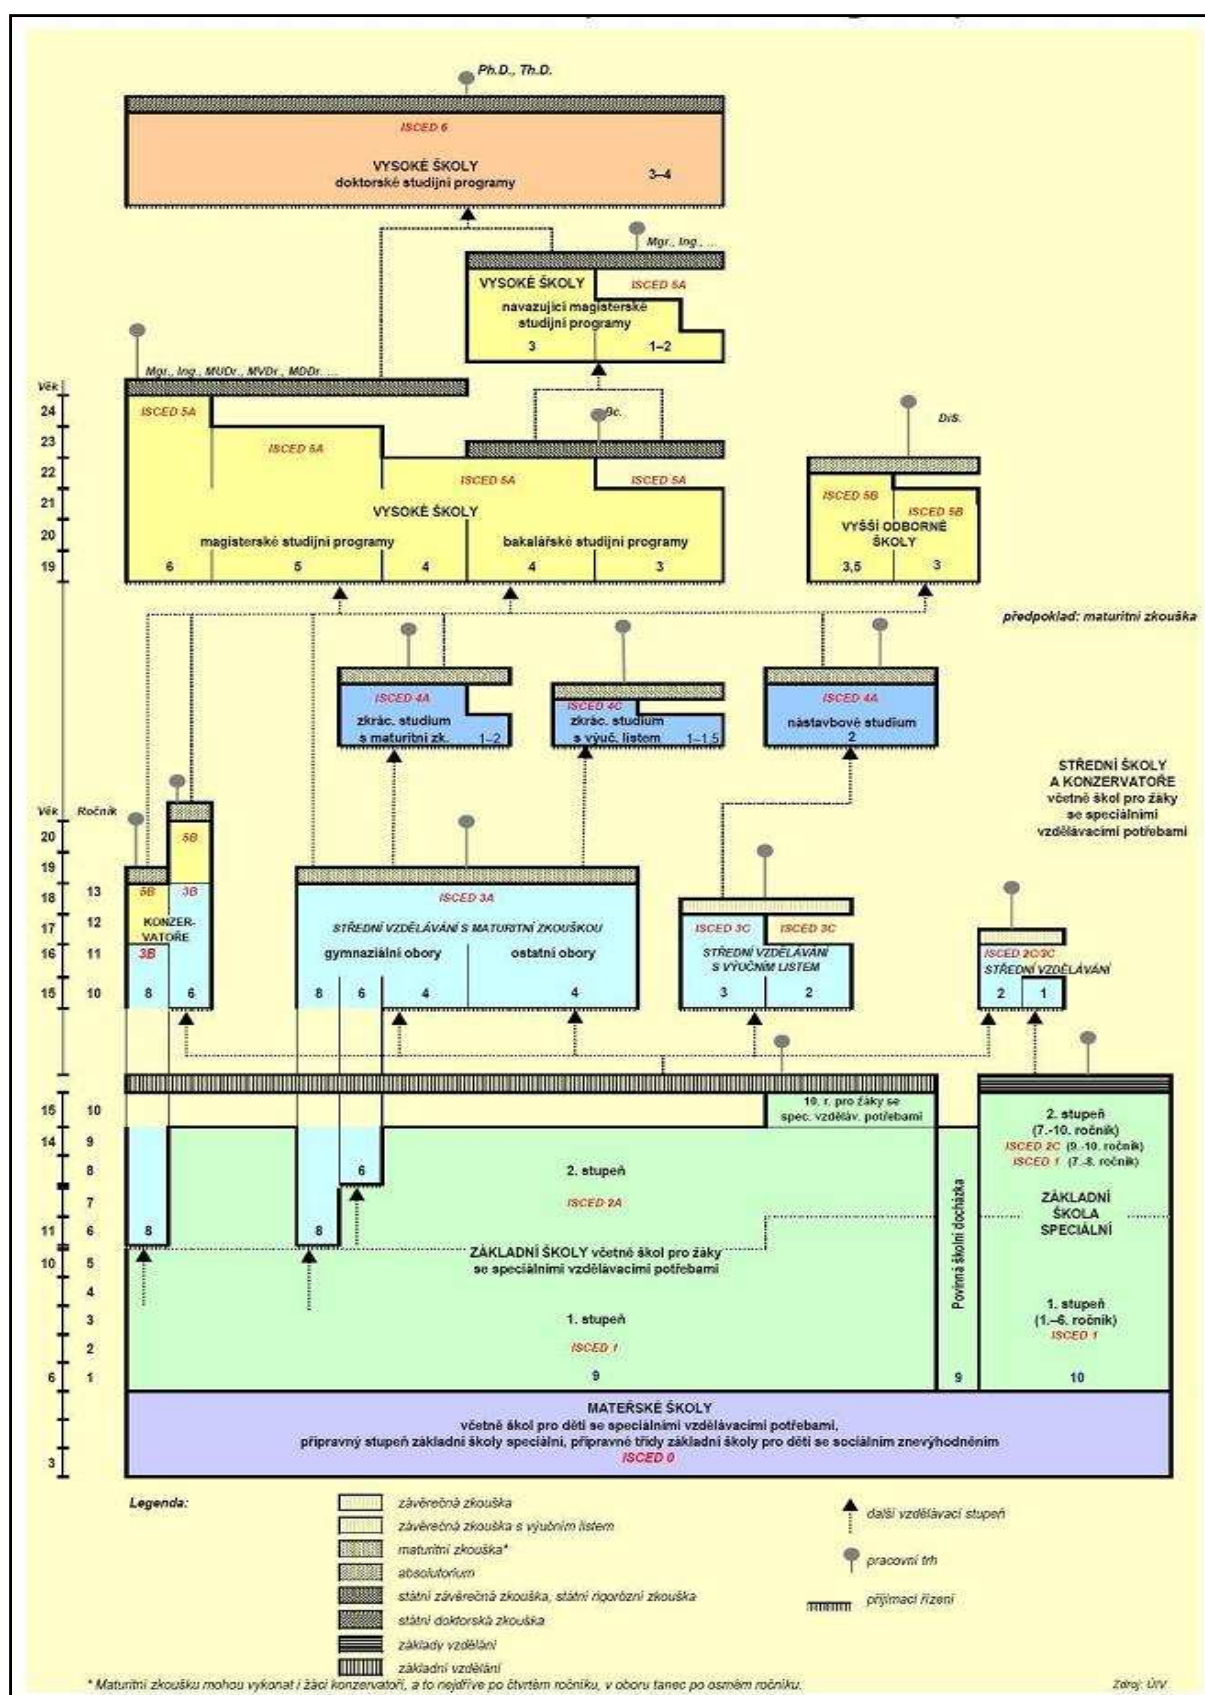 Ph.D., Th.D.
ISCED 6
VYSOKÉ ŠKOLY
doktorské studijní programy
3–4
Mgr., Ing., ...
VYSOKÉ ŠKOLY
ISCED 5A
navazující magisterské
studijní programy
3
1–2
Mgr., Ing., MUDr., MVDr., MDDr. ...
Bc.
DiS.
Věk
24
23
22
21
20
19
ISCED 5A
ISCED 5A
ISCED 5A
ISCED 5A
VYSOKÉ ŠKOLY
magisterské studijní programy
bakalářské studijní programy
6
5
4
4
3
ISCED 5B
ISCED 5B
VYŠŠÍ ODBORNÉ
ŠKOLY
3,5
3
předpoklad: maturitní zkouška
ISCED 4A
zkrác. studium
s maturitní zk.
1–2
ISCED 4C
zkrác. studium
s výuč. listem
1–1,5
ISCED 4A
nástavbové studium
2
STŘEDNÍ ŠKOLY
A KONZERVATOŘE
včetně škol pro žáky
se speciálními
vzdělávacími potřebami
Věk
Ročník
20
19
18
13
17
12
16
11
15
10
5B
5B
3B
KONZER-
VATOŘE
3B
8
6
ISCED 3A
STŘEDNÍ VZDĚLÁVÁNÍ S MATURITNÍ ZKOUŠKOU
gymnaziální obory
ostatní obory
8
6
4
4
ISCED 3C
ISCED 3C
STŘEDNÍ VZDĚLÁVÁNÍ
S VÝUČNÍM LISTEM
3
2
ISCED 2C/3C
STŘEDNÍ VZDĚLÁVÁNÍ
2
1
15
10
14
9
8
7
11
6
10
5
4
3
2
6
1
3
10. r. pro žáky se
spec. vzděláv. potřebami
8
8
6
2. stupeň
ISCED 2A
ZÁKLADNÍ ŠKOLY včetně škol pro žáky
se speciálními vzdělávacími potřebami
1. stupeň
ISCED 1
9
Povinná školní docházka
9
2. stupeň
(7.-10. ročník)
ISCED 2C (9.-10. ročník)
ISCED 1 (7.-8. ročník)
ZÁKLADNÍ
ŠKOLA
SPECIÁLNÍ
1. stupeň
(1.–6. ročník)
ISCED 1
10
MATEŘSKÉ ŠKOLY
včetně škol pro děti se speciálními vzdělávacími potřebami,
přípravný stupeň základní školy speciální, přípravné třídy základní školy pro děti se sociálním znevýhodněním
ISCED 0
Legenda:
závěrečná zkouška
závěrečná zkouška s výučním listem
maturitní zkouška*
absolutorium
státní závěrečná zkouška, státní rigorózní zkouška
státní doktorská zkouška
základy vzdělání
základní vzdělání
další vzdělávací stupeň
pracovní trh
přijímací řízení
* Maturitní zkoušku mohou vykonat i žáci konzervatoří, a to nejdříve po čtvrtém ročníku, v oboru tanec po osmém ročníku.
Zdroj: ÚIV